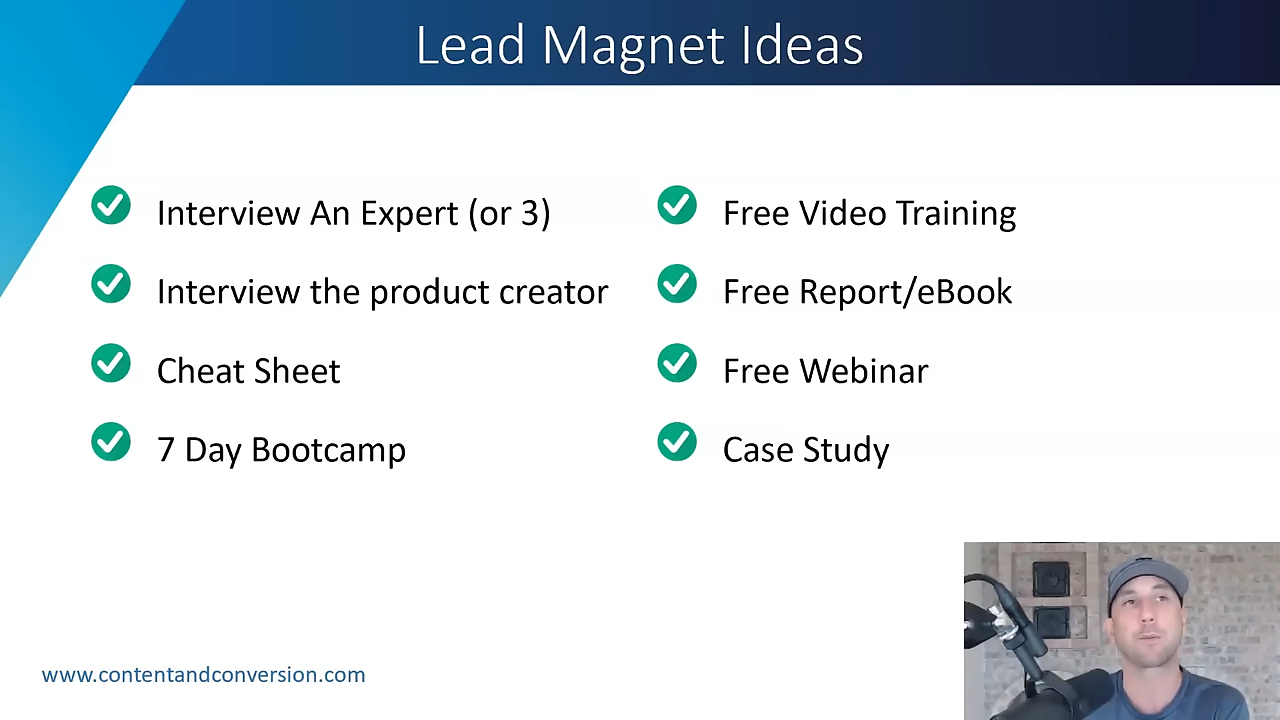 Lead Magnet Ideas
Interview An Expert (or 3)
Interview the product creator
Cheat Sheet
7 Day Bootcamp
Free Video Training
Free Report/eBook
Free Webinar
Case Study
www.contentandconversion.com